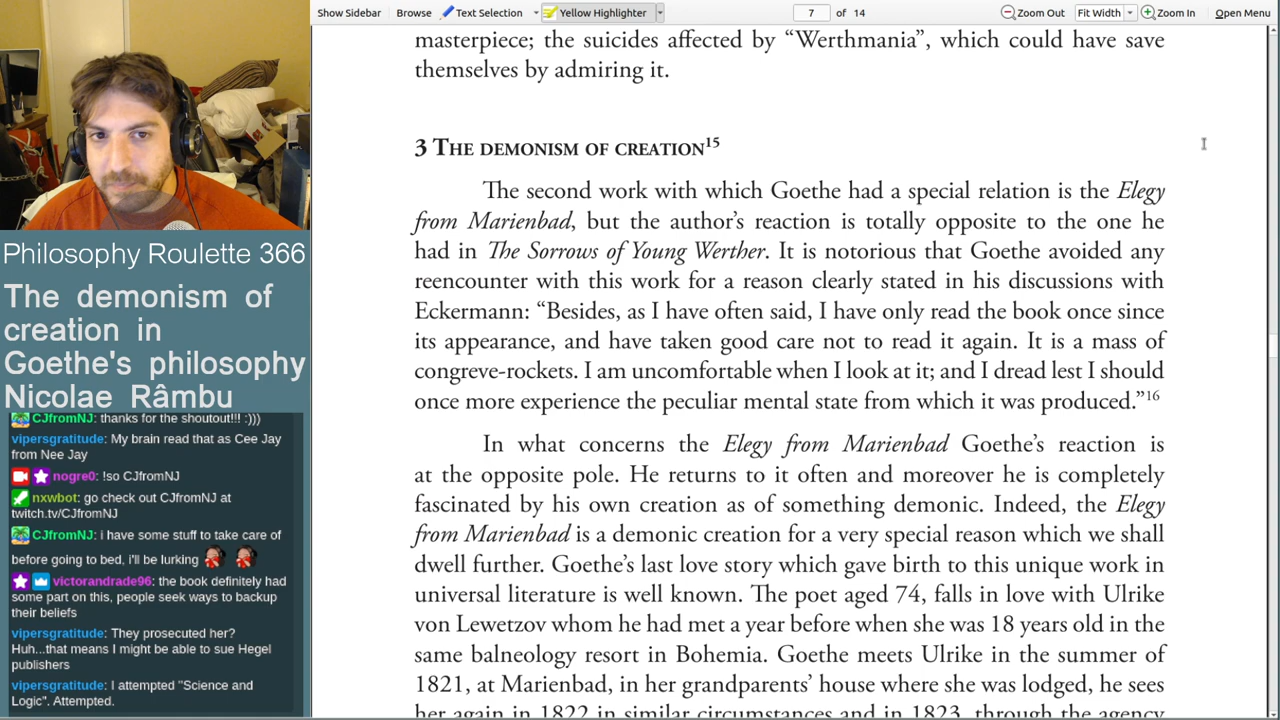 Show Sidebar Browse Text Selection Yellow Highlighter 7 of 14 Zoom Out Fit Width Zoom In Open Menu
masterpiece; the suicides affected by “Werthmania”, which could have save
themselves by admiring it.
3 The demonism of creation15
The second work with which Goethe had a special relation is the Elegy
from Marienbad, but the author’s reaction is totally opposite to the one he
had in The Sorrows of Young Werther. It is notorious that Goethe avoided any
reencounter with this work for a reason clearly stated in his discussions with
Eckermann: “Besides, as I have often said, I have only read the book once since
its appearance, and have taken good care not to read it again. It is a mass of
congreve-rockets. I am uncomfortable when I look at it; and I dread lest I should
once more experience the peculiar mental state from which it was produced.”16
In what concerns the Elegy from Marienbad Goethe’s reaction is
at the opposite pole. He returns to it often and moreover he is completely
fascinated by his own creation as of something demonic. Indeed, the Elegy
from Marienbad is a demonic creation for a very special reason which we shall
dwell further. Goethe’s last love story which gave birth to this unique work in
universal literature is well known. The poet aged 74, falls in love with Ulrike
von Lewetzov whom he had met a year before when she was 18 years old in the
same balneology resort in Bohemia. Goethe meets Ulrike in the summer of
1821, at Marienbad, in her grandparents’ house where she was lodged, he sees
her again in 1822 in similar circumstances and in 1823, through the agency
Philosophy Roulette 366
The demonism of
creation in
Goethe's philosophy
Nicolae Râmbu
CJfromNJ: thanks for the shoutout!!! :)))
vipersgratitude: My brain read that as Cee Jay
from Nee Jay
nogre0: !so CJfromNJ
nxwbot: go check out CJfromNJ at
twitch.tv/CJfromNJ
CJfromNJ: i have some stuff to take care of
before going to bed, i'll be lurking
victorandrade96: the book definitely had
some part on this, people seek ways to backup
their beliefs
vipersgratitude: They prosecuted her?
Huh...that means I might be able to sue Hegel
publishers
vipersgratitude: I attempted "Science and
Logic". Attempted.